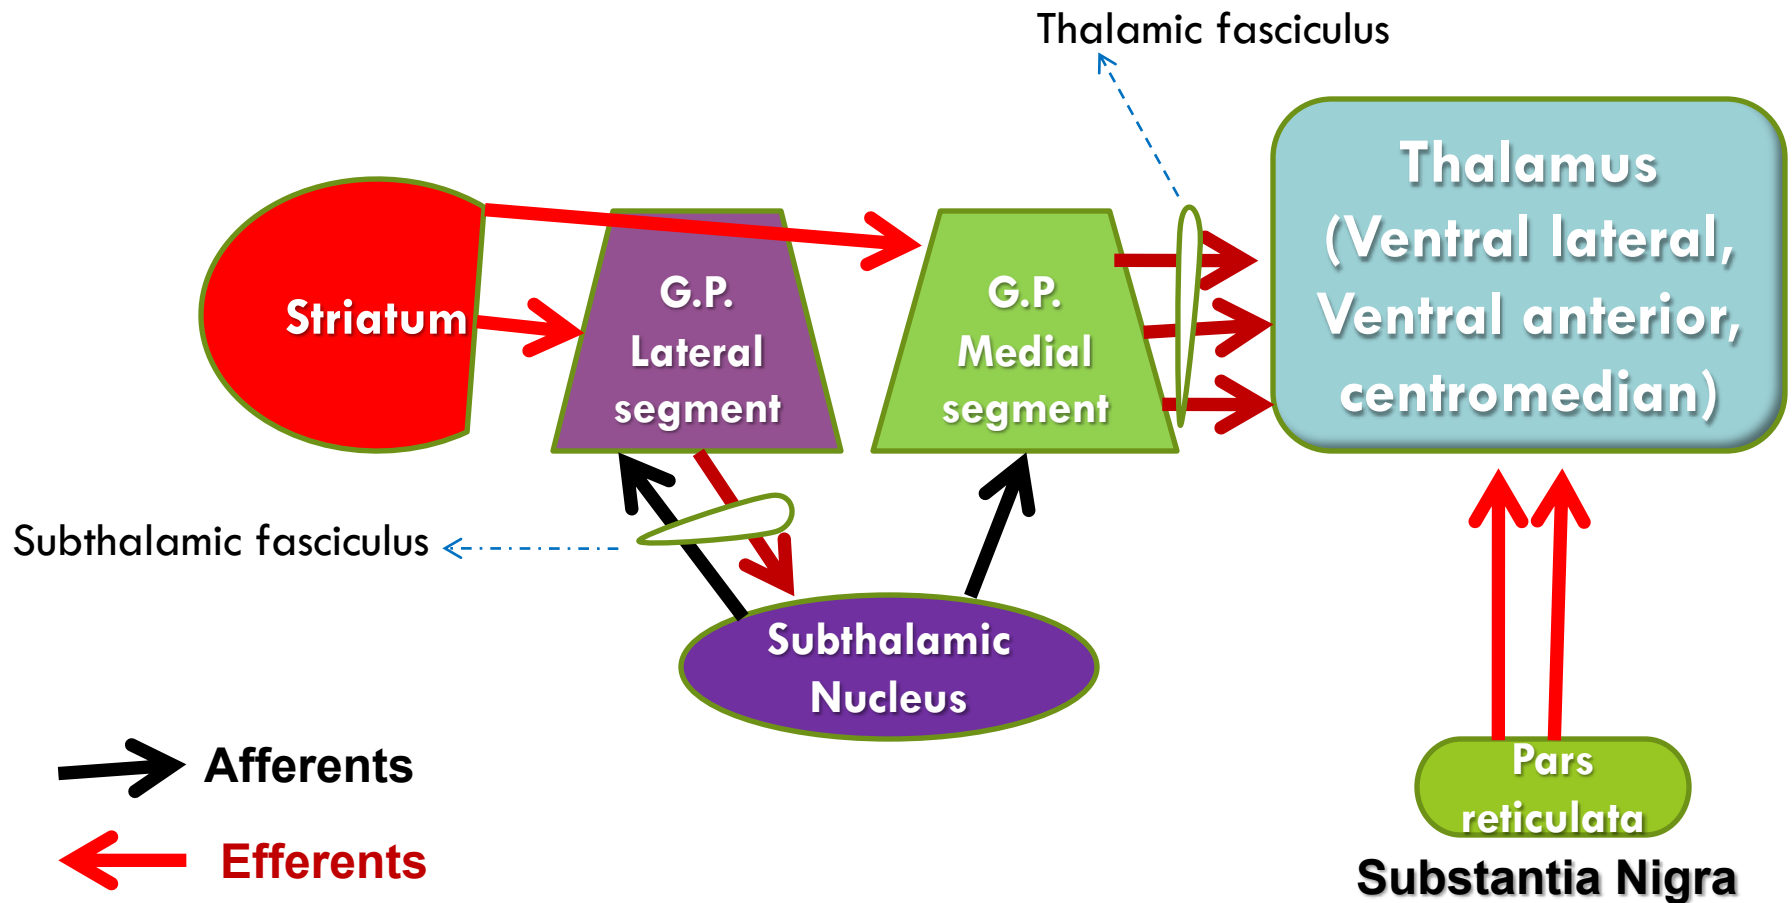 Thalamic fasciculus
Thalamus
(Ventral lateral,
Ventral anterior,
centromedian)
Striatum
G.P.
Lateral
segment
G.P.
Medial
segment
Subthalamic fasciculus
Subthalamic
Nucleus
Afferents
Efferents
Pars
reticulata
Substantia Nigra